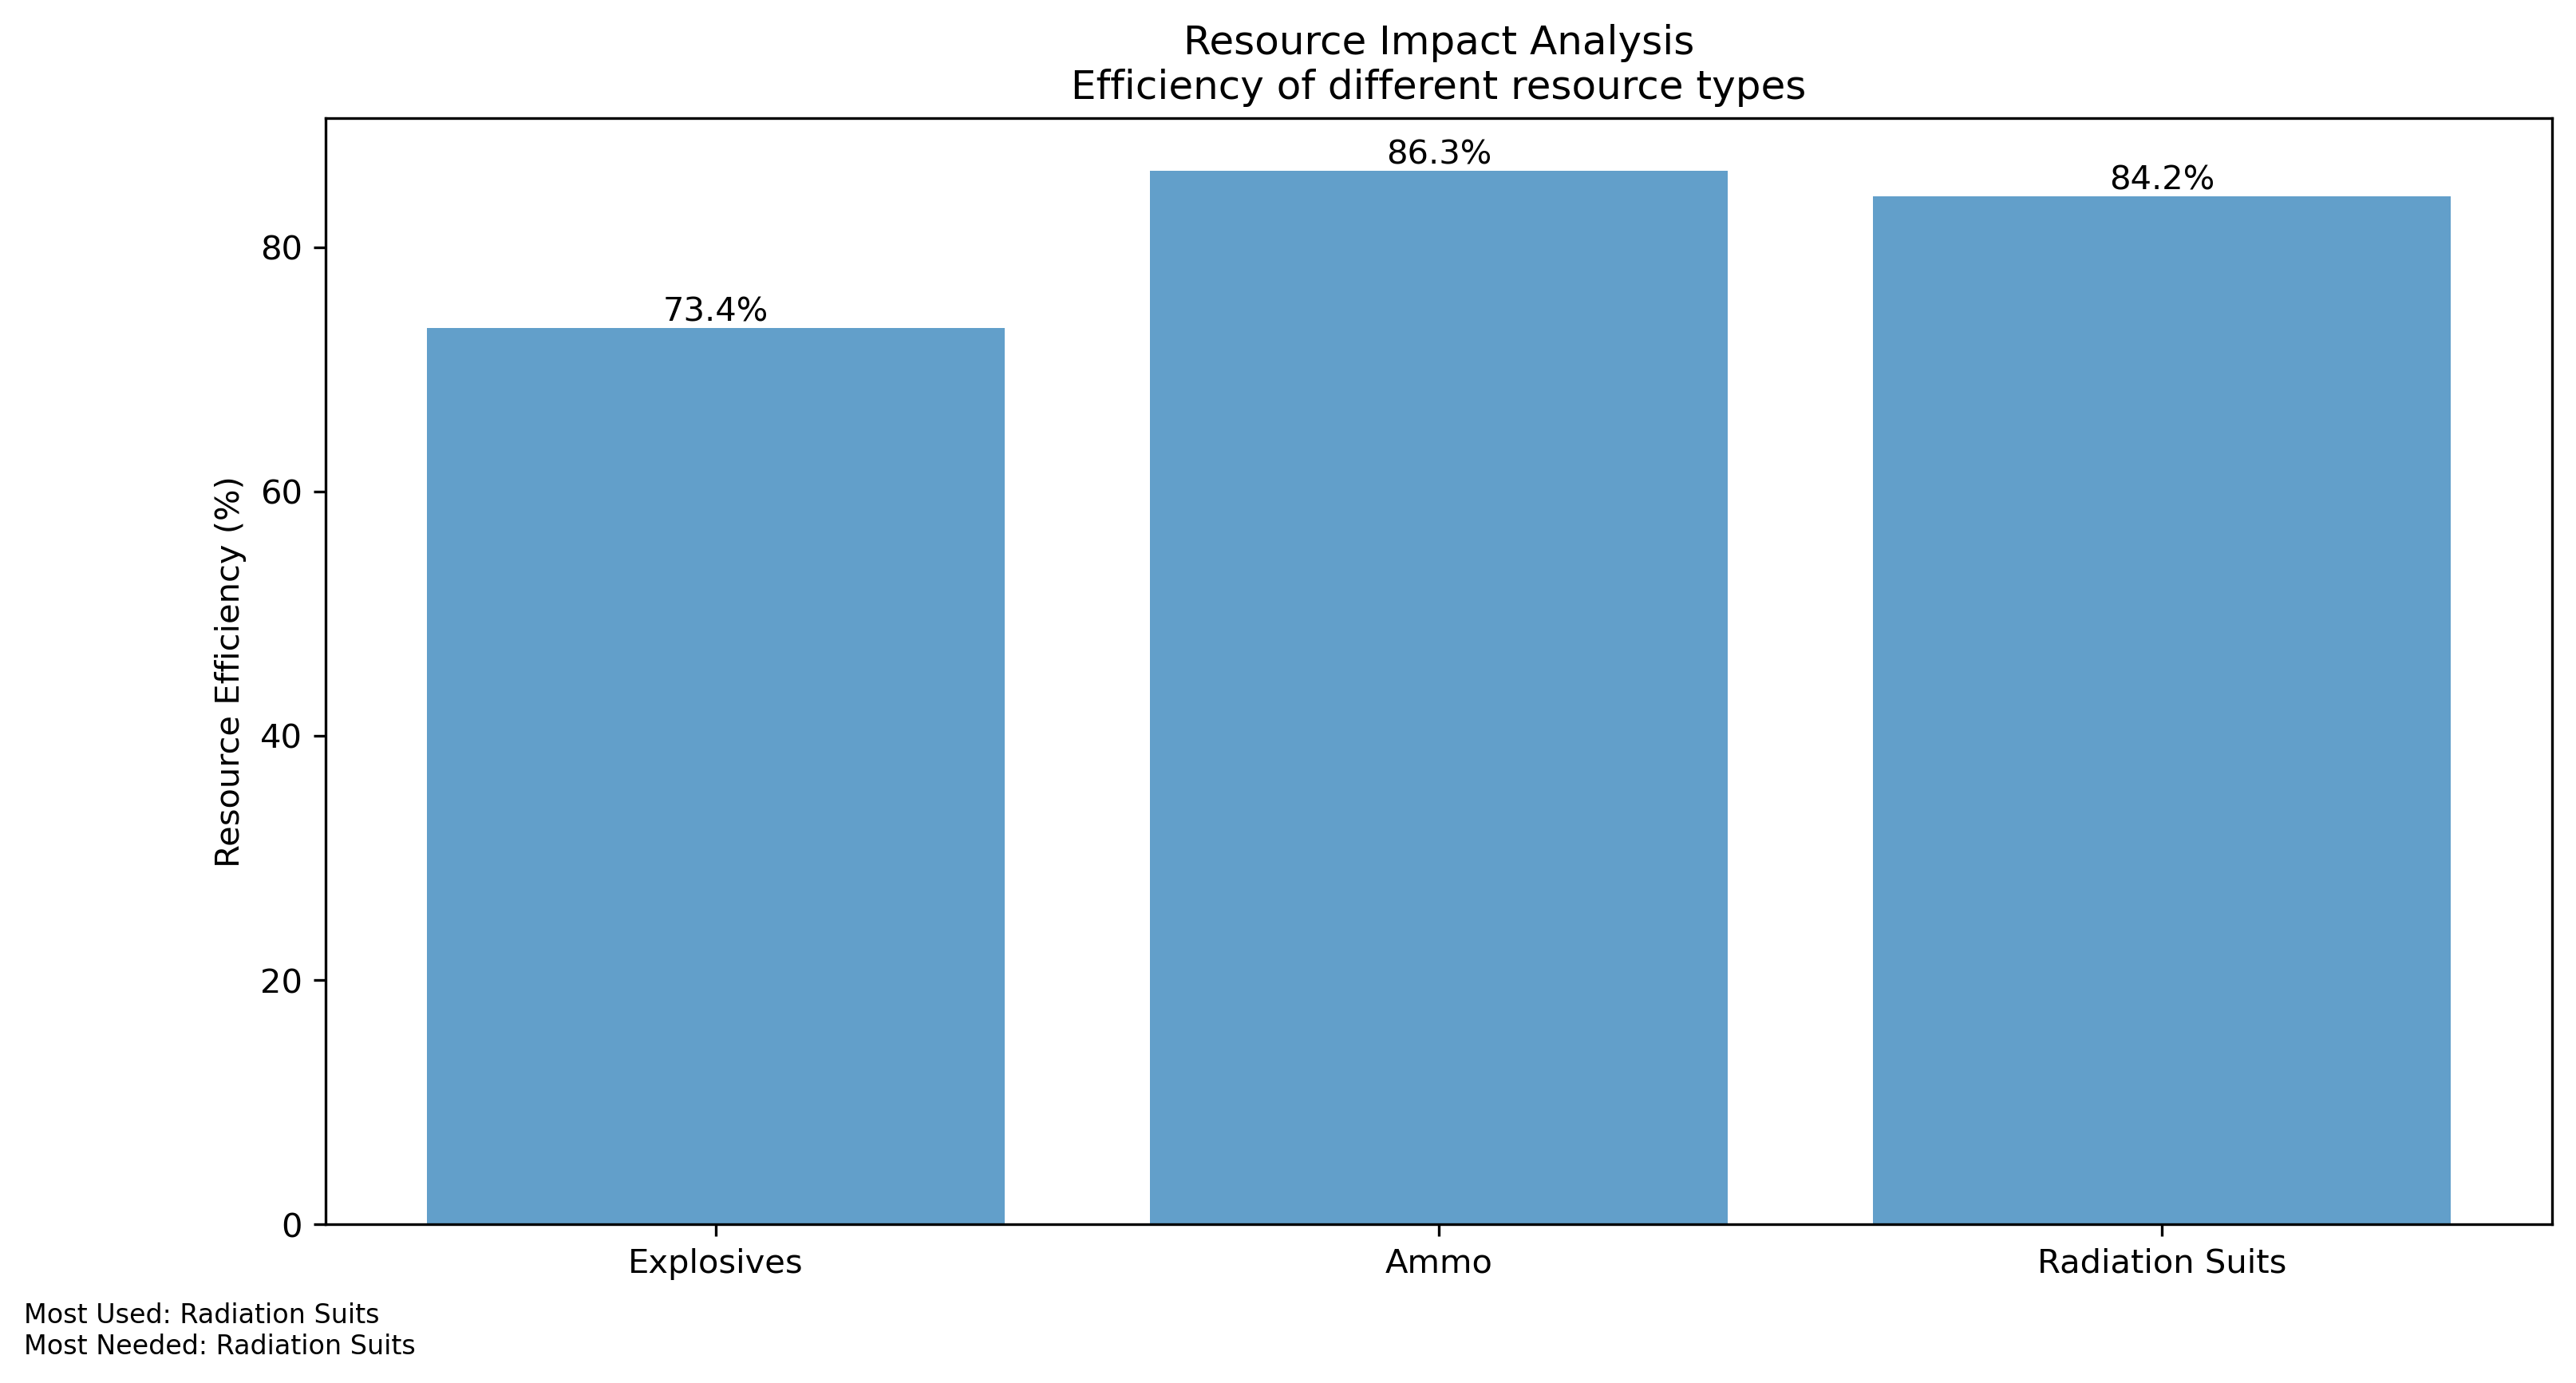 Resource Impact Analysis
Efficiency of different resource types
86.3%
84.2%
73.4%
80
60
40
20
0
Resource Efficiency (%)
Explosives
Ammo
Radiation Suits
Most Used: Radiation Suits
Most Needed: Radiation Suits